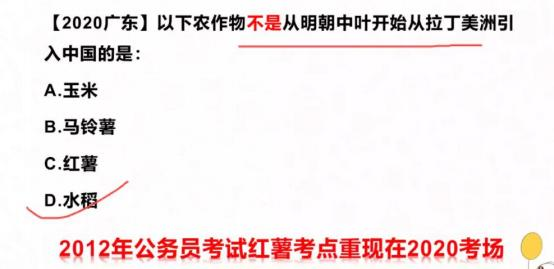 【2020广东】以下农作物不是从明朝中叶开始从拉丁美洲引
入中国的是：
A.玉米
B.马铃薯
C.红薯
D.水稻
2012年公务员考试红薯考点重现在2020考场